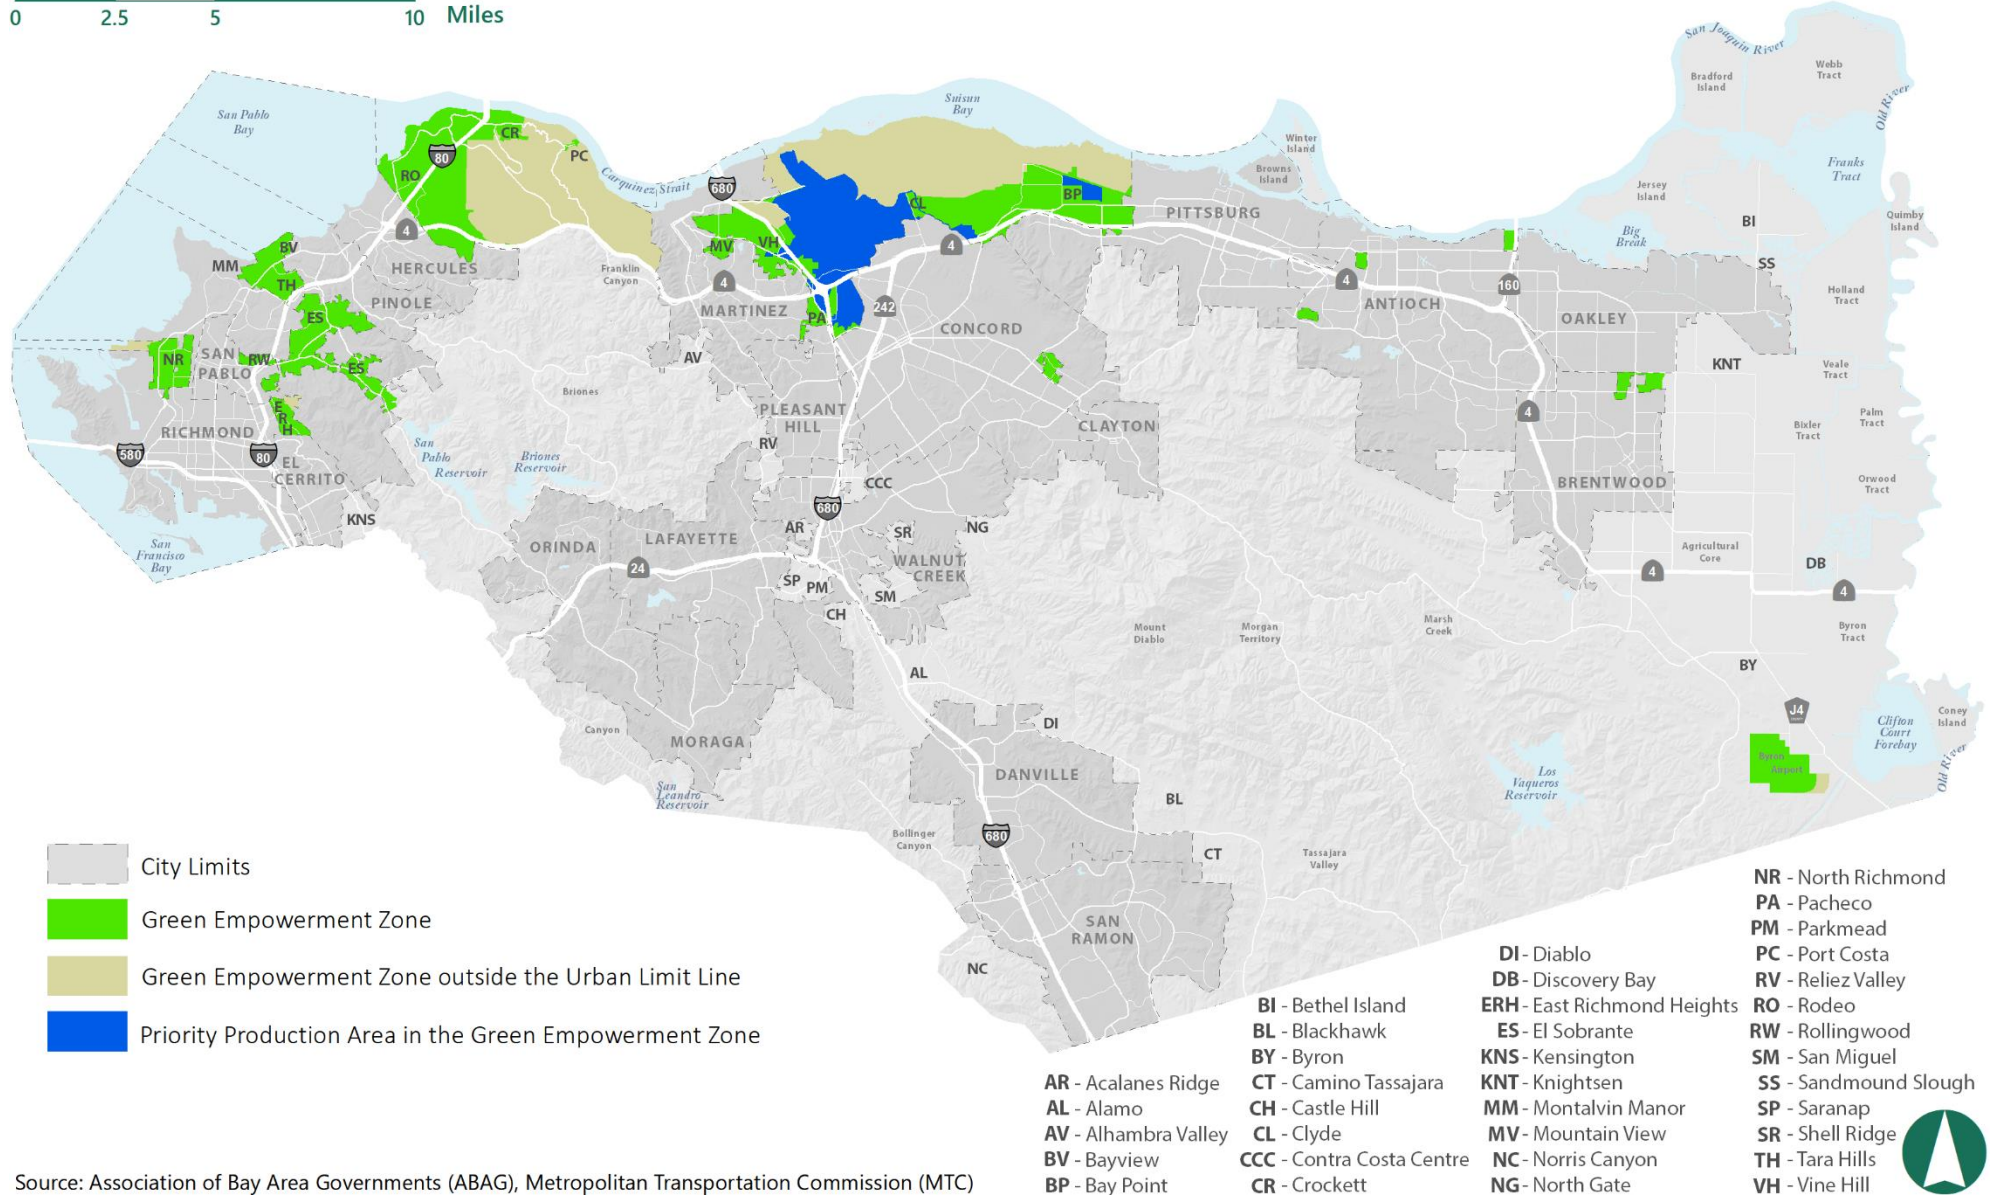 0 2.5 5 10 Miles
San Joaquin River
Webb
Tract
Bradford
Island
Old River
San Pablo
Bay
Suisun
Bay
CR
80
PC
Winter
Island
Browns
Island
Franks
Tract
RO
Carquinez Strait
680
BP
CL
Jersey
Island
PITTSBURG
BI
Quimby
Island
4
BV
MV
VH
4
Big
Break
MM
HERCULES
Franklin
Canyon
SS
TH
4
4
160
Holland
Tract
PINOLE
MARTINEZ
242
ANTIOCH
ES
PA
CONCORD
OAKLEY
NR
SAN
PABLO
RW
ES
AV
KNT
Veale
Tract
Briones
E
R
H
PLEASANT
HILL
4
Palm
Tract
RICHMOND
CLAYTON
Bixler
Tract
580
80
San
Pablo
Reservoir
Briones
Reservoir
RV
EL
CERRITO
CCC
BRENTWOOD
Orwood
Tract
680
KNS
AR
SR
NG
San
Francisco
Bay
ORINDA
LAFAYETTE
WALNUT
CREEK
Agricultural
Core
24
SP
PM
SM
4
DB
4
CH
Mount
Diablo
Morgan
Territory
Marsh
Creek
Byron
Tract
AL
BY
Canyon
MORAGA
DI
J4
Clifton
Court
Forebay
Coney
Island
Old River
San
Leandro
Reservoir
DANVILLE
Byron
Airport
Los
Vaqueros
Reservoir
BL
Bollinger
Canyon
680
CT
Tassajara
Valley
SAN
RAMON
NC
City Limits
Green Empowerment Zone
Green Empowerment Zone outside the Urban Limit Line
Priority Production Area in the Green Empowerment Zone
AR - Acalanes Ridge
AL - Alamo
AV - Alhambra Valley
BV - Bayview
BP - Bay Point
BI - Bethel Island
BL - Blackhawk
BY - Byron
CT - Camino Tassajara
CH - Castle Hill
CL - Clyde
CCC - Contra Costa Centre
CR - Crockett
DI - Diablo
DB - Discovery Bay
ERH - East Richmond Heights
ES - El Sobrante
KNS - Kensington
KNT - Knightsen
MM - Montalvin Manor
MV - Mountain View
NC - Norris Canyon
NG - North Gate
NR - North Richmond
PA - Pacheco
PM - Parkmead
PC - Port Costa
RV - Reliez Valley
RO - Rodeo
RW - Rollingwood
SM - San Miguel
SS - Sandmound Slough
SP - Saranap
SR - Shell Ridge
TH - Tara Hills
VH - Vine Hill
Source: Association of Bay Area Governments (ABAG), Metropolitan Transportation Commission (MTC)